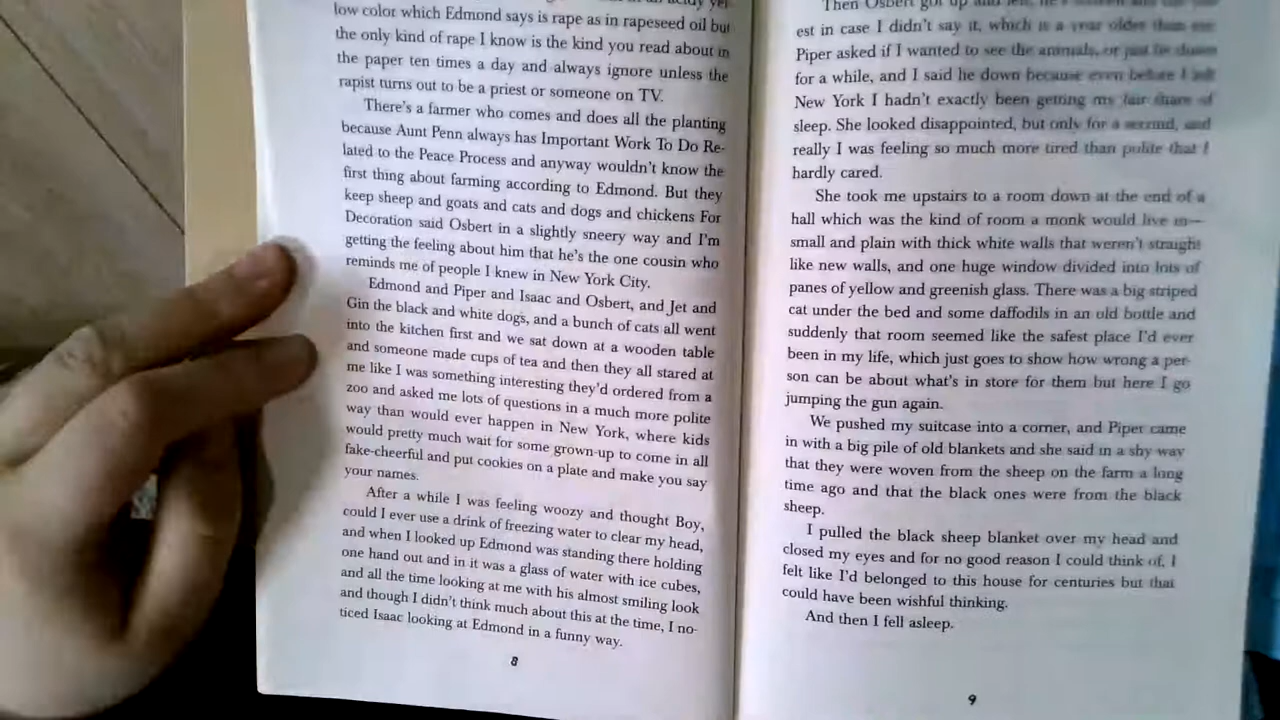 low color which Edmond says is rape as in rapeseed oil but
the only kind of rape I know is the kind you read about in
the paper ten times a day and always ignore unless the
rapist turns out to be a priest or someone on TV.
There's a farmer who comes and does all the planting
because Aunt Penn always has Important Work To Do Re-
lated to the Peace Process and anyway wouldn't know the
first thing about farming according to Edmond. But they
keep sheep and goats and cats and dogs and chickens For
Decoration said Osbert in a slightly sneery way and I'm
getting the feeling about him that he's the one cousin who
reminds me of people I knew in New York City.
Edmond and Piper and Isaac and Osbert, and Jet and
Gin the black and white dogs, and a bunch of cats all went
into the kitchen first and we sat down at a wooden table
and someone made cups of tea and then they all stared at
me like I was something interesting they'd ordered from a
zoo and asked me lots of questions in a much more polite
way than would ever happen in New York, where kids
would pretty much wait for some grown-up to come in all
fake-cheerful and put cookies on a plate and make you say
your names.
After a while I was feeling woozy and thought Boy,
could I ever use a drink of freezing water to clear my head,
and when I looked up Edmond was standing there holding
one hand out and in it was a glass of water with ice cubes,
and all the time looking at me with his almost smiling look
and though I didn't think much about this at the time, I no-
ticed Isaac looking at Edmond in a funny way.
8
Then Osbert got up and
est in case I didn't say it, which is a year older than me
Piper asked if I wanted to see the animals, or just lie down
for a while, and I said lie down because even before I left
New York I hadn't exactly been getting my fair share of
sleep. She looked disappointed, but only for a second, and
really I was feeling so much more tired than polite that I
hardly cared.
She took me upstairs to a room down at the end of a
hall which was the kind of room a monk would live in—
small and plain with thick white walls that weren't straight
like new walls, and one huge window divided into lots of
panes of yellow and greenish glass. There was a big striped
cat under the bed and some daffodils in an old bottle and
suddenly that room seemed like the safest place I'd ever
been in my life, which just goes to show how wrong a per-
son can be about what's in store for them but here I go
jumping the gun again.
We pushed my suitcase into a corner, and Piper came
in with a big pile of old blankets and she said in a shy way
that they were woven from the sheep on the farm a long
time ago and that the black ones were from the black
sheep.
I pulled the black sheep blanket over my head and
closed my eyes and for no good reason I could think of, I
felt like I'd belonged to this house for centuries but that
could have been wishful thinking.
And then I fell asleep.
9